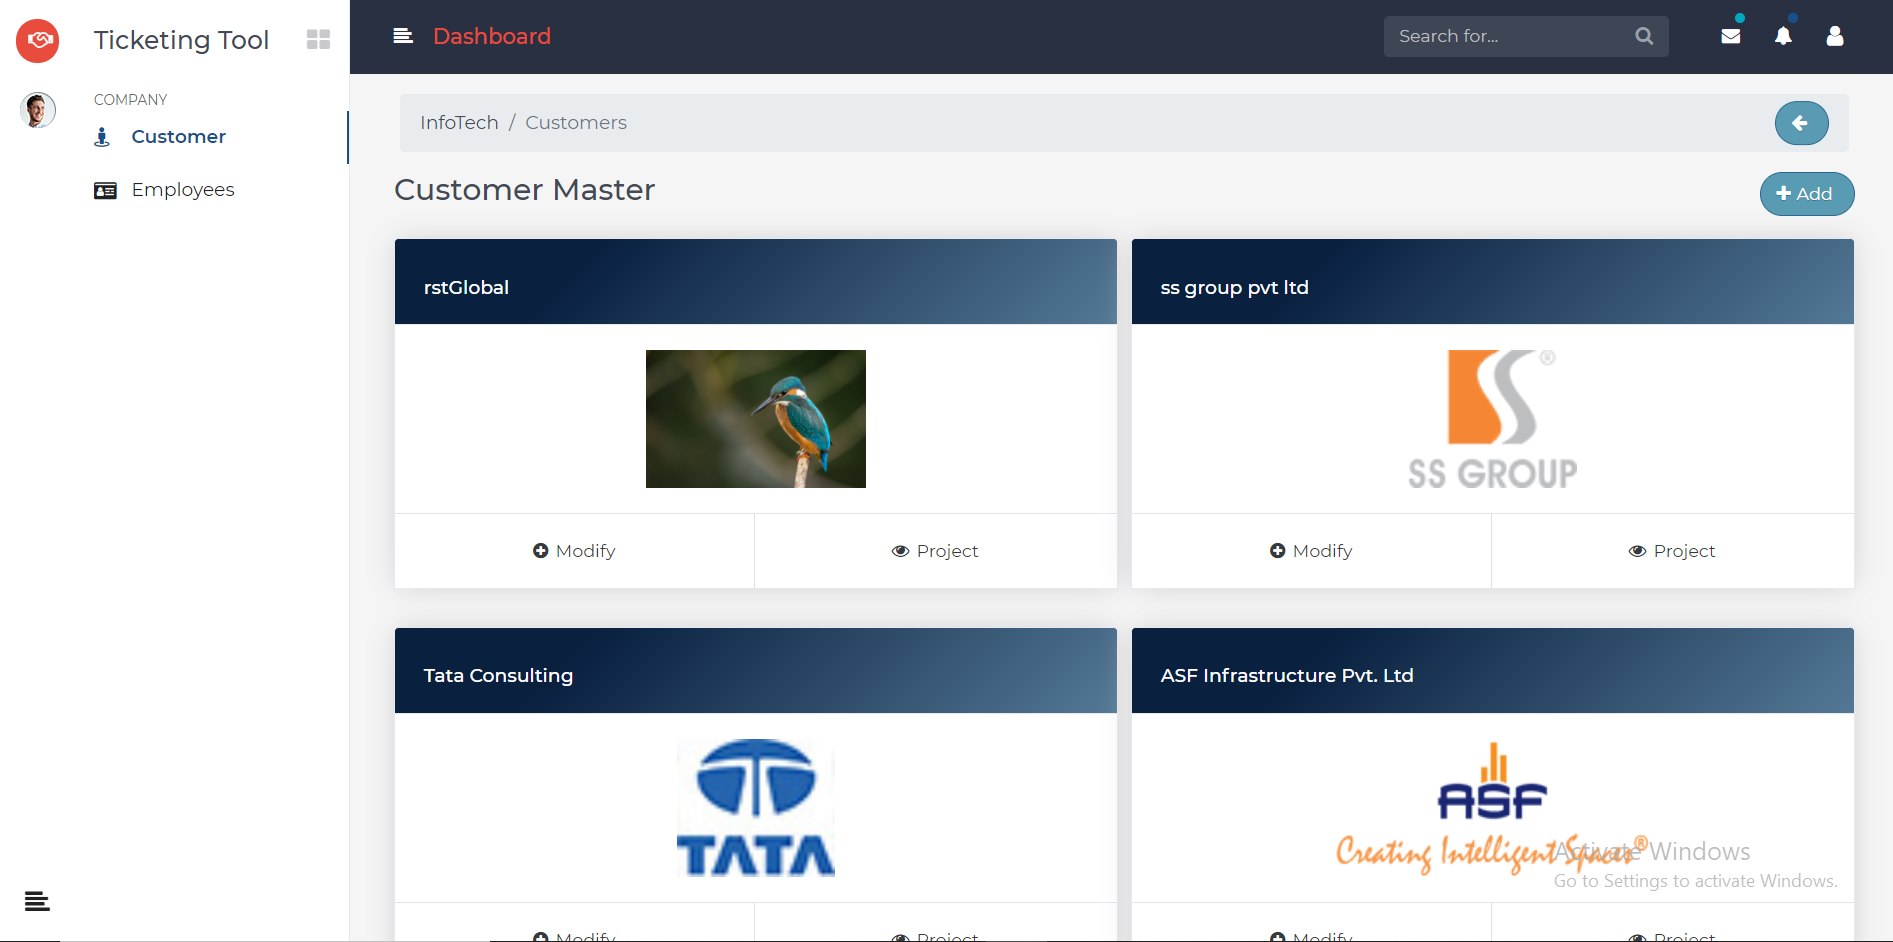 Ticketing Tool
COMPANY
Customer
Employees
Dashboard
Search for...
InfoTech / Customers
Customer Master
Add
rstGlobal
ss group pvt ltd
®
SS GROUP
Modify
Project
Modify
Project
Tata Consulting
ASF Infrastructure Pvt. Ltd
TATA
ASF
Creating Intelligent Spaces®
Activate Windows
Go to Settings to activate Windows.
Modify
Project
Modify
Project